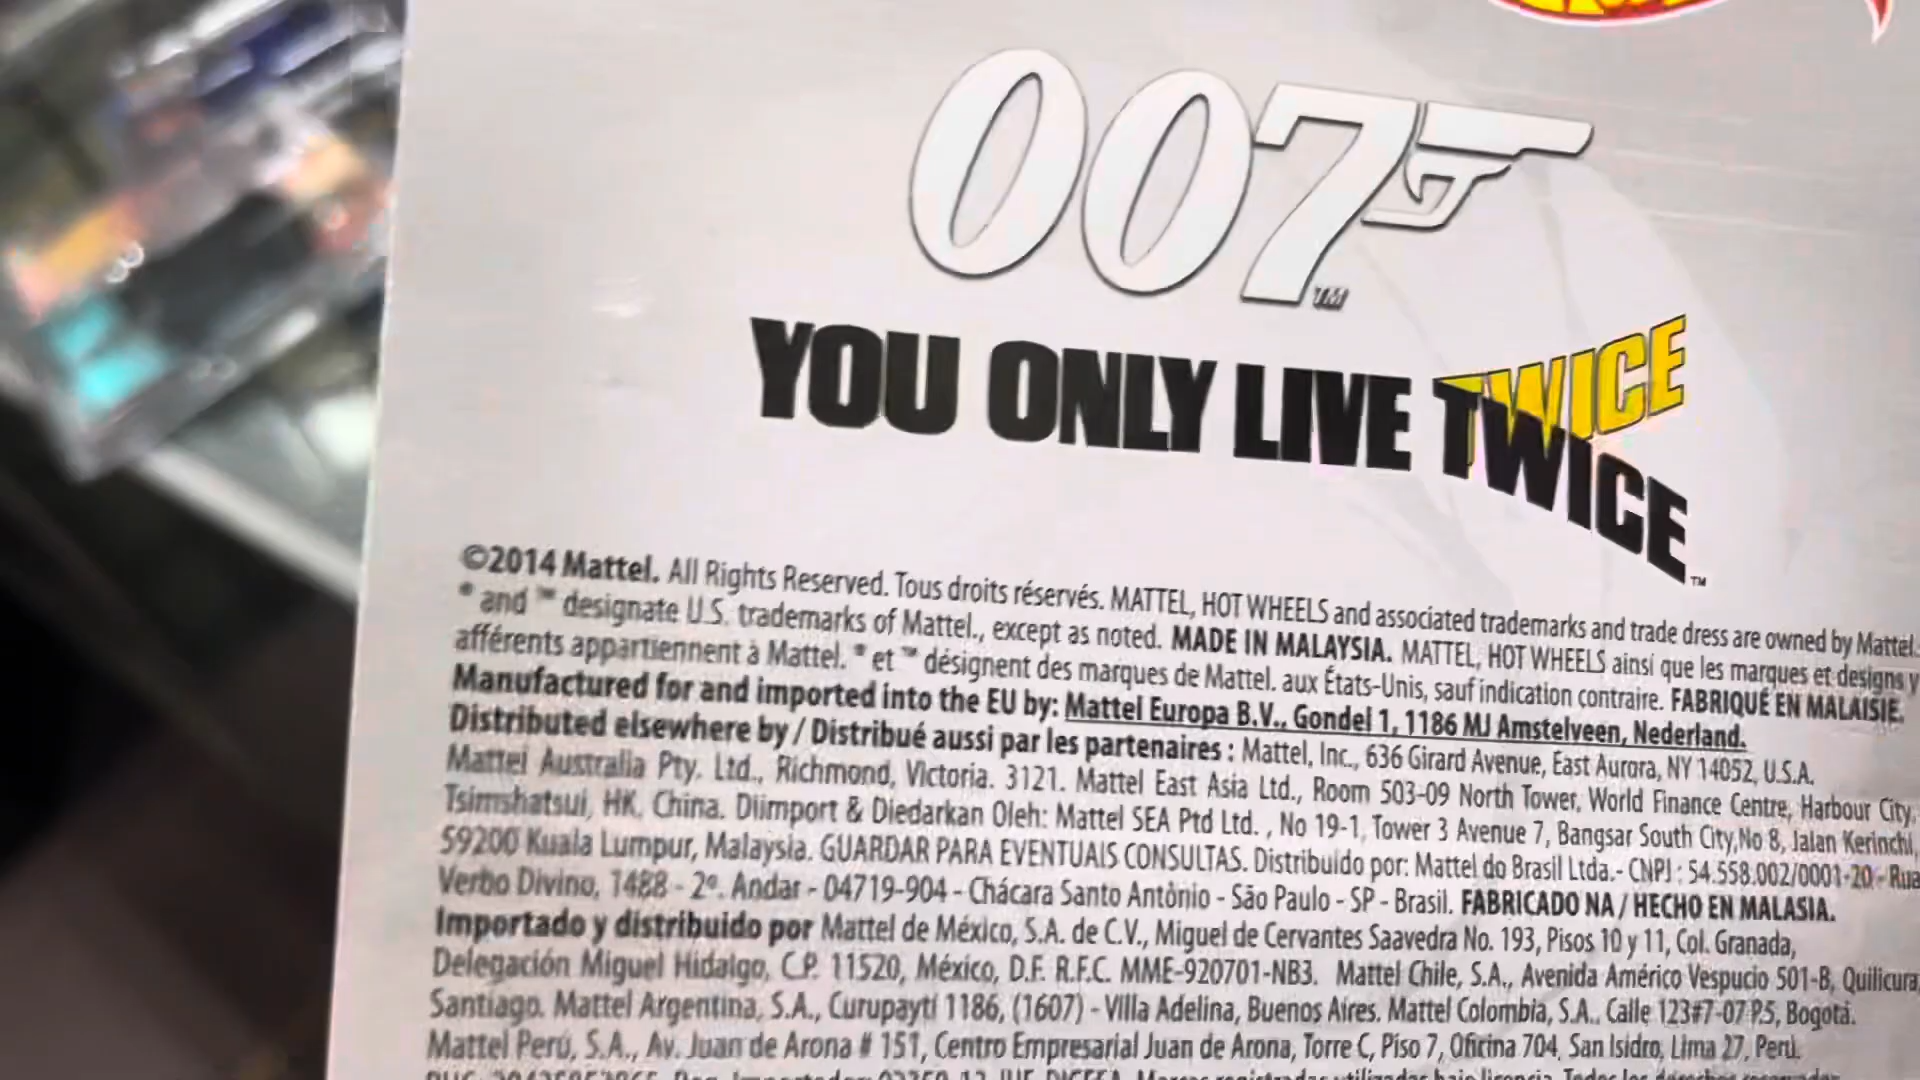 007™
YOU ONLY LIVE TWICE
TWICE™
©2014 Mattel. All Rights Reserved. Tous droits réservés. MATTEL, HOT WHEELS and associated trademarks and trade dress are owned by Mattel.
® and ™ designate U.S. trademarks of Mattel., except as noted. MADE IN MALAYSIA. MATTEL, HOT WHEELS ainsi que les marques et designs y
afférents appartiennent à Mattel. ® et ™ désignent des marques de Mattel. aux États-Unis, sauf indication contraire. FABRIQUÉ EN MALAISIE.
Manufactured for and imported into the EU by: Mattel Europa B.V., Gondel 1, 1186 MJ Amstelveen, Nederland.
Distributed elsewhere by / Distribué aussi par les partenaires : Mattel, Inc., 636 Girard Avenue, East Aurora, NY 14052, U.S.A.
Mattel Australia Pty. Ltd., Richmond, Victoria. 3121. Mattel East Asia Ltd., Room 503-09 North Tower, World Finance Centre, Harbour City,
Tsimshatsui, HK, China. Diimport & Diedarkan Oleh: Mattel SEA Ptd Ltd. , No 19-1, Tower 3 Avenue 7, Bangsar South City,No 8, Jalan Kerinchi,
59200 Kuala Lumpur, Malaysia. GUARDAR PARA EVENTUAIS CONSULTAS. Distribuído por: Mattel do Brasil Ltda.- CNPJ : 54.558.002/0001-20 - Rua
Verbo Divino, 1488 - 2º. Andar - 04719-904 - Chácara Santo Antônio - São Paulo - SP - Brasil. FABRICADO NA / HECHO EN MALASIA.
Importado y distribuido por Mattel de México, S.A. de C.V., Miguel de Cervantes Saavedra No. 193, Pisos 10 y 11, Col. Granada,
Delegación Miguel Hidalgo, C.P. 11520, México, D.F. R.F.C. MME-920701-NB3. Mattel Chile, S.A., Avenida Américo Vespucio 501-B, Quilicura,
Santiago. Mattel Argentina, S.A., Curupaytí 1186, (1607) - Villa Adelina, Buenos Aires. Mattel Colombia, S.A., Calle 123#7-07 P.5, Bogotá.
Mattel Perú, S.A., Av. Juan de Arona # 151, Centro Empresarial Juan de Arona, Torre C, Piso 7, Oficina 704, San Isidro, Lima 27, Perú.